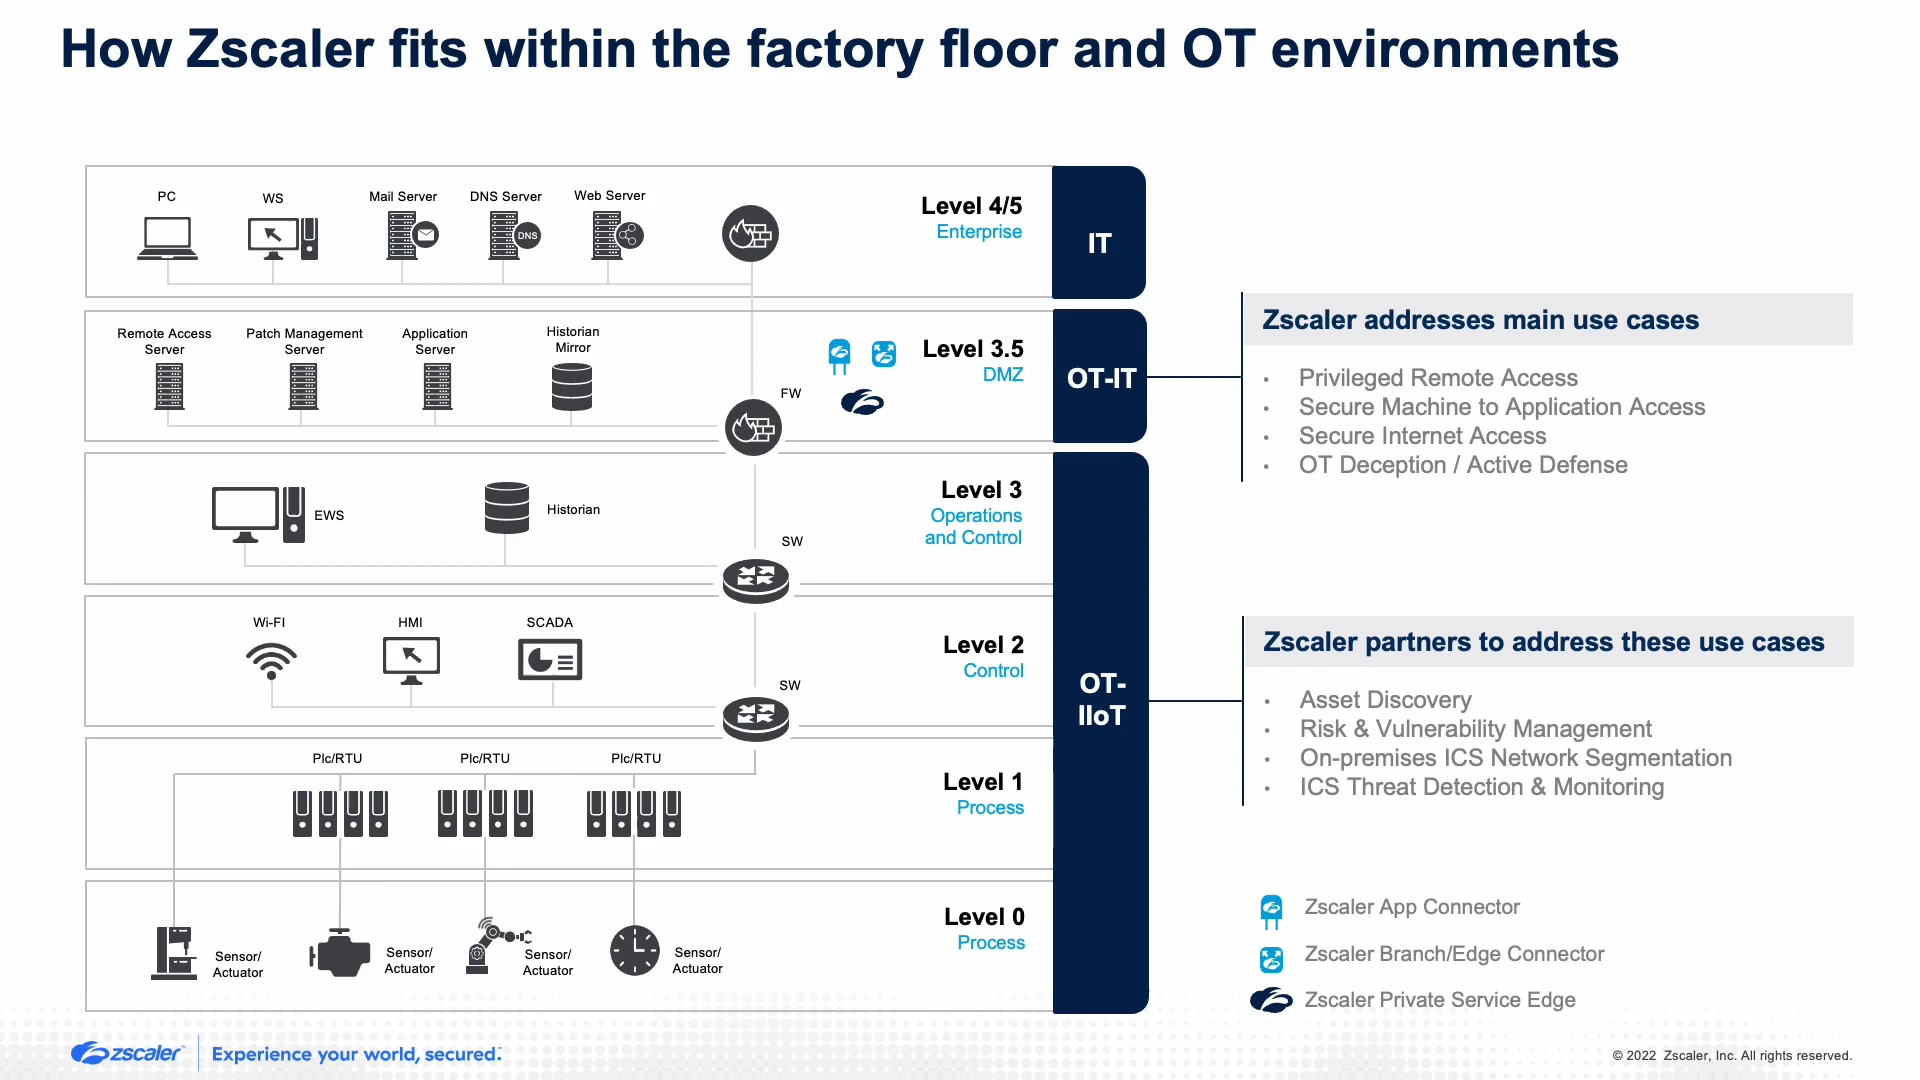 How Zscaler fits within the factory floor and OT environments
PC
WS
Mail Server
DNS Server
Web Server
DNS
Level 4/5
Enterprise
IT
Remote Access
Server
Patch Management
Server
Application
Server
Historian
Mirror
FW
Level 3.5
DMZ
OT-IT
EWS
Historian
SW
Level 3
Operations
and Control
Wi-FI
HMI
SCADA
SW
Level 2
Control
OT-
IIoT
Plc/RTU
Plc/RTU
Plc/RTU
Level 1
Process
Sensor/
Actuator
Sensor/
Actuator
Sensor/
Actuator
Sensor/
Actuator
Level 0
Process
Zscaler addresses main use cases
• Privileged Remote Access
• Secure Machine to Application Access
• Secure Internet Access
• OT Deception / Active Defense
Zscaler partners to address these use cases
• Asset Discovery
• Risk & Vulnerability Management
• On-premises ICS Network Segmentation
• ICS Threat Detection & Monitoring
Zscaler App Connector
Zscaler Branch/Edge Connector
Zscaler Private Service Edge
zscaler™
Experience your world, secured.™
© 2022 Zscaler, Inc. All rights reserved.